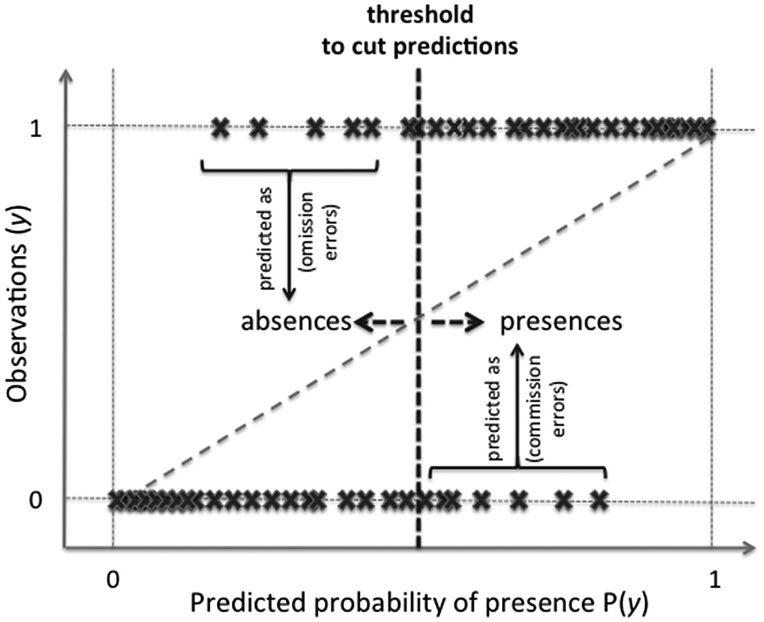 threshold
to cut predictions
1
predicted as
(omission
errors)
absences
presences
predicted as
(commission
errors)
Observations (y)
0
0
1
Predicted probability of presence P(y)